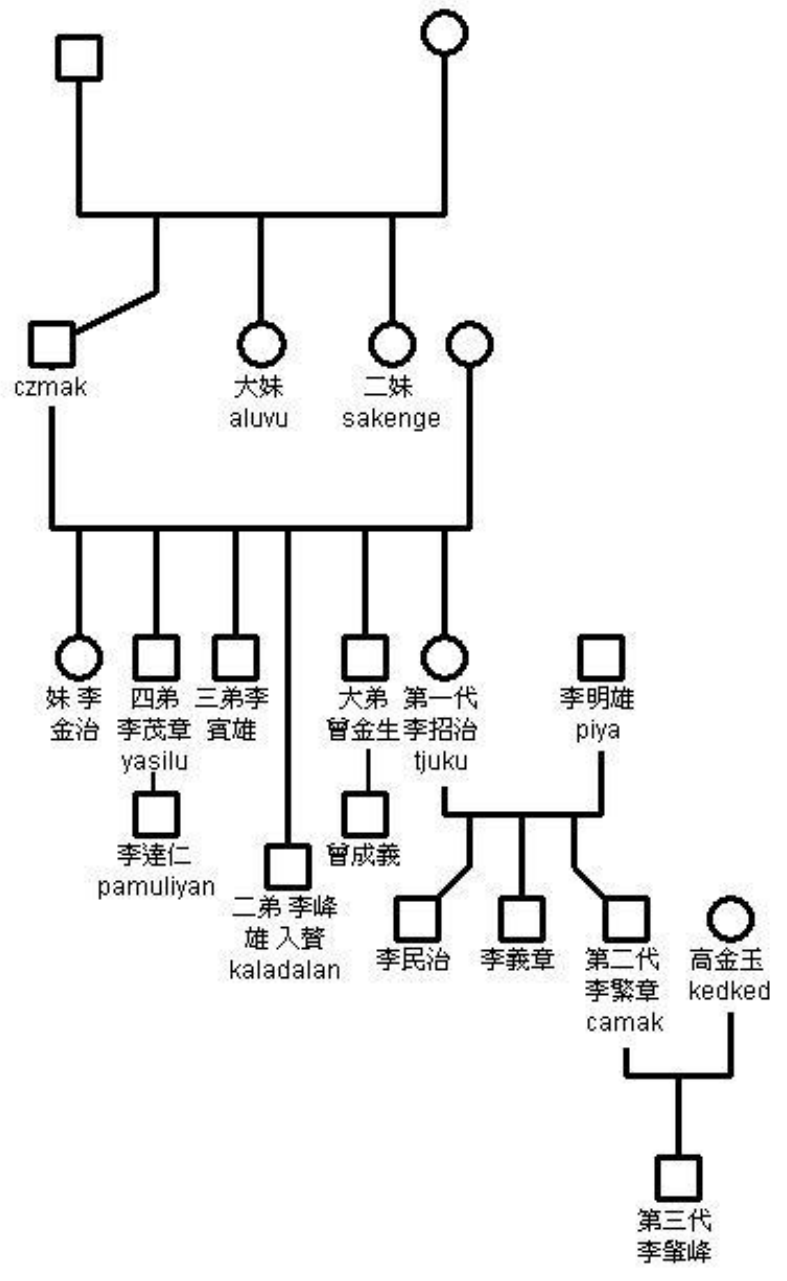 czmak
大妹
aluvu
二妹
sakenge
妹 李
金治
四弟
李茂章
yasilu
三弟李
賓雄
大弟
曾金生
第一代
李招治
tjuku
李明雄
piya
李達仁
pamuliyan
二弟 李峰
雄 入贅
kaladalan
曾成義
李民治
李義章
第二代
李繁章
camak
高金玉
kedked
第三代
李肇峰